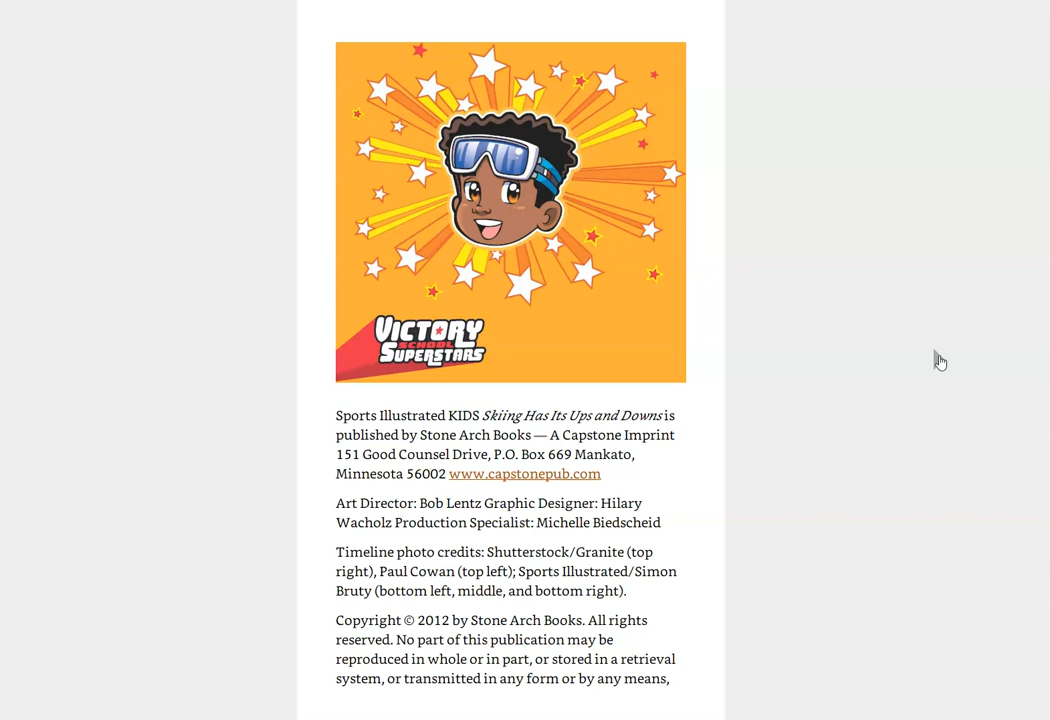 VICTORY
SCHOOL
SUPERSTARS
Sports Illustrated KIDS Skiing Has Its Ups and Downs is
published by Stone Arch Books — A Capstone Imprint
151 Good Counsel Drive, P.O. Box 669 Mankato,
Minnesota 56002 www.capstonepub.com
Art Director: Bob Lentz Graphic Designer: Hilary
Wacholz Production Specialist: Michelle Biedscheid
Timeline photo credits: Shutterstock/Granite (top
right), Paul Cowan (top left); Sports Illustrated/Simon
Bruty (bottom left, middle, and bottom right).
Copyright © 2012 by Stone Arch Books. All rights
reserved. No part of this publication may be
reproduced in whole or in part, or stored in a retrieval
system, or transmitted in any form or by any means,